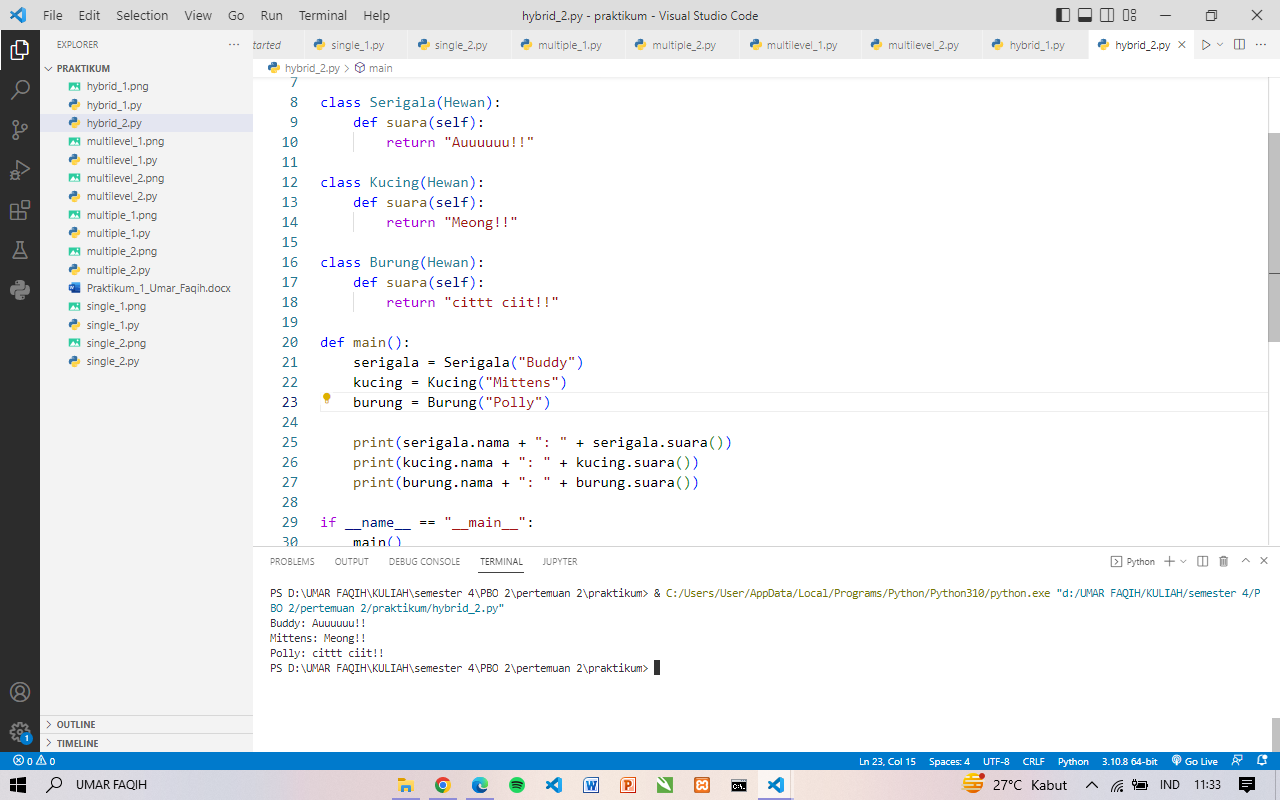 File Edit Selection View Go Run Terminal Help hybrid_2.py - praktikum - Visual Studio Code
EXPLORER
PRAKTIKUM
hybrid_1.png
hybrid_1.py
hybrid_2.py
multilevel_1.png
multilevel_1.py
multilevel_2.png
multilevel_2.py
multiple_1.png
multiple_1.py
multiple_2.png
multiple_2.py
Praktikum_1_Umar_Faqih.docx
single_1.png
single_1.py
single_2.png
single_2.py
OUTLINE
TIMELINE
tarted single_1.py single_2.py multiple_1.py multiple_2.py multilevel_1.py multilevel_2.py hybrid_1.py hybrid_2.py
hybrid_2.py > main
7
8 class Serigala(Hewan):
9 def suara(self):
10 return "Auuuuuu!!"
11
12 class Kucing(Hewan):
13 def suara(self):
14 return "Meong!!"
15
16 class Burung(Hewan):
17 def suara(self):
18 return "cittt ciit!!"
19
20 def main():
21 serigala = Serigala("Buddy")
22 kucing = Kucing("Mittens")
23 burung = Burung("Polly")
24
25 print(serigala.nama + ": " + serigala.suara())
26 print(kucing.nama + ": " + kucing.suara())
27 print(burung.nama + ": " + burung.suara())
28
29 if __name__ == "__main__":
30 main()
PROBLEMS OUTPUT DEBUG CONSOLE TERMINAL JUPYTER Python
PS D:\UMAR FAQIH\KULIAH\semester 4\PBO 2\pertemuan 2\praktikum> & C:/Users/User/AppData/Local/Programs/Python/Python310/python.exe "d:/UMAR FAQIH/KULIAH/semester 4/P
BO 2/pertemuan 2/praktikum/hybrid_2.py"
Buddy: Auuuuuu!!
Mittens: Meong!!
Polly: cittt ciit!!
PS D:\UMAR FAQIH\KULIAH\semester 4\PBO 2\pertemuan 2\praktikum>
1
0 0 Ln 23, Col 15 Spaces: 4 UTF-8 CRLF Python 3.10.8 64-bit Go Live
UMAR FAQIH 27°C Kabut IND 11:33